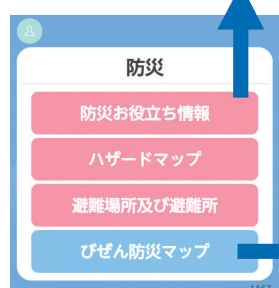 防災
防災お役立ち情報
ハザードマップ
避難場所及び避難所
びぜん防災マップ